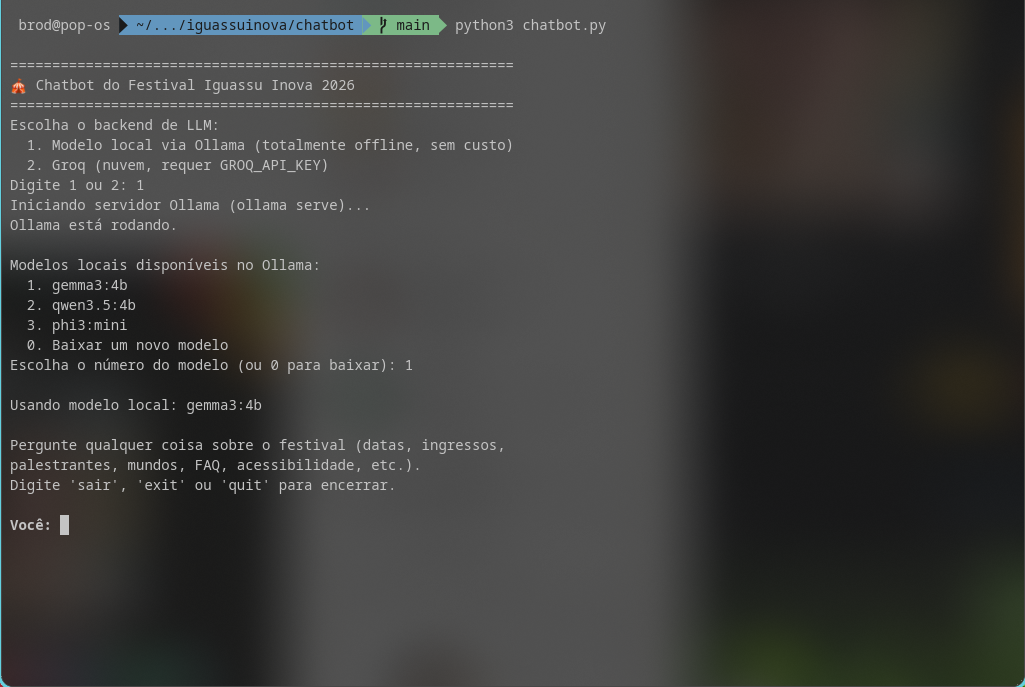 brod@pop-os ~/.../iguassuinova/chatbot main python3 chatbot.py
============================================================
🎪 Chatbot do Festival Iguassu Inova 2026
============================================================
Escolha o backend de LLM:
1. Modelo local via Ollama (totalmente offline, sem custo)
2. Groq (nuvem, requer GROQ_API_KEY)
Digite 1 ou 2: 1
Iniciando servidor Ollama (ollama serve)...
Ollama está rodando.
Modelos locais disponíveis no Ollama:
1. gemma3:4b
2. qwen3.5:4b
3. phi3:mini
0. Baixar um novo modelo
Escolha o número do modelo (ou 0 para baixar): 1
Usando modelo local: gemma3:4b
Pergunte qualquer coisa sobre o festival (datas, ingressos,
palestrantes, mundos, FAQ, acessibilidade, etc.).
Digite 'sair', 'exit' ou 'quit' para encerrar.
Você: